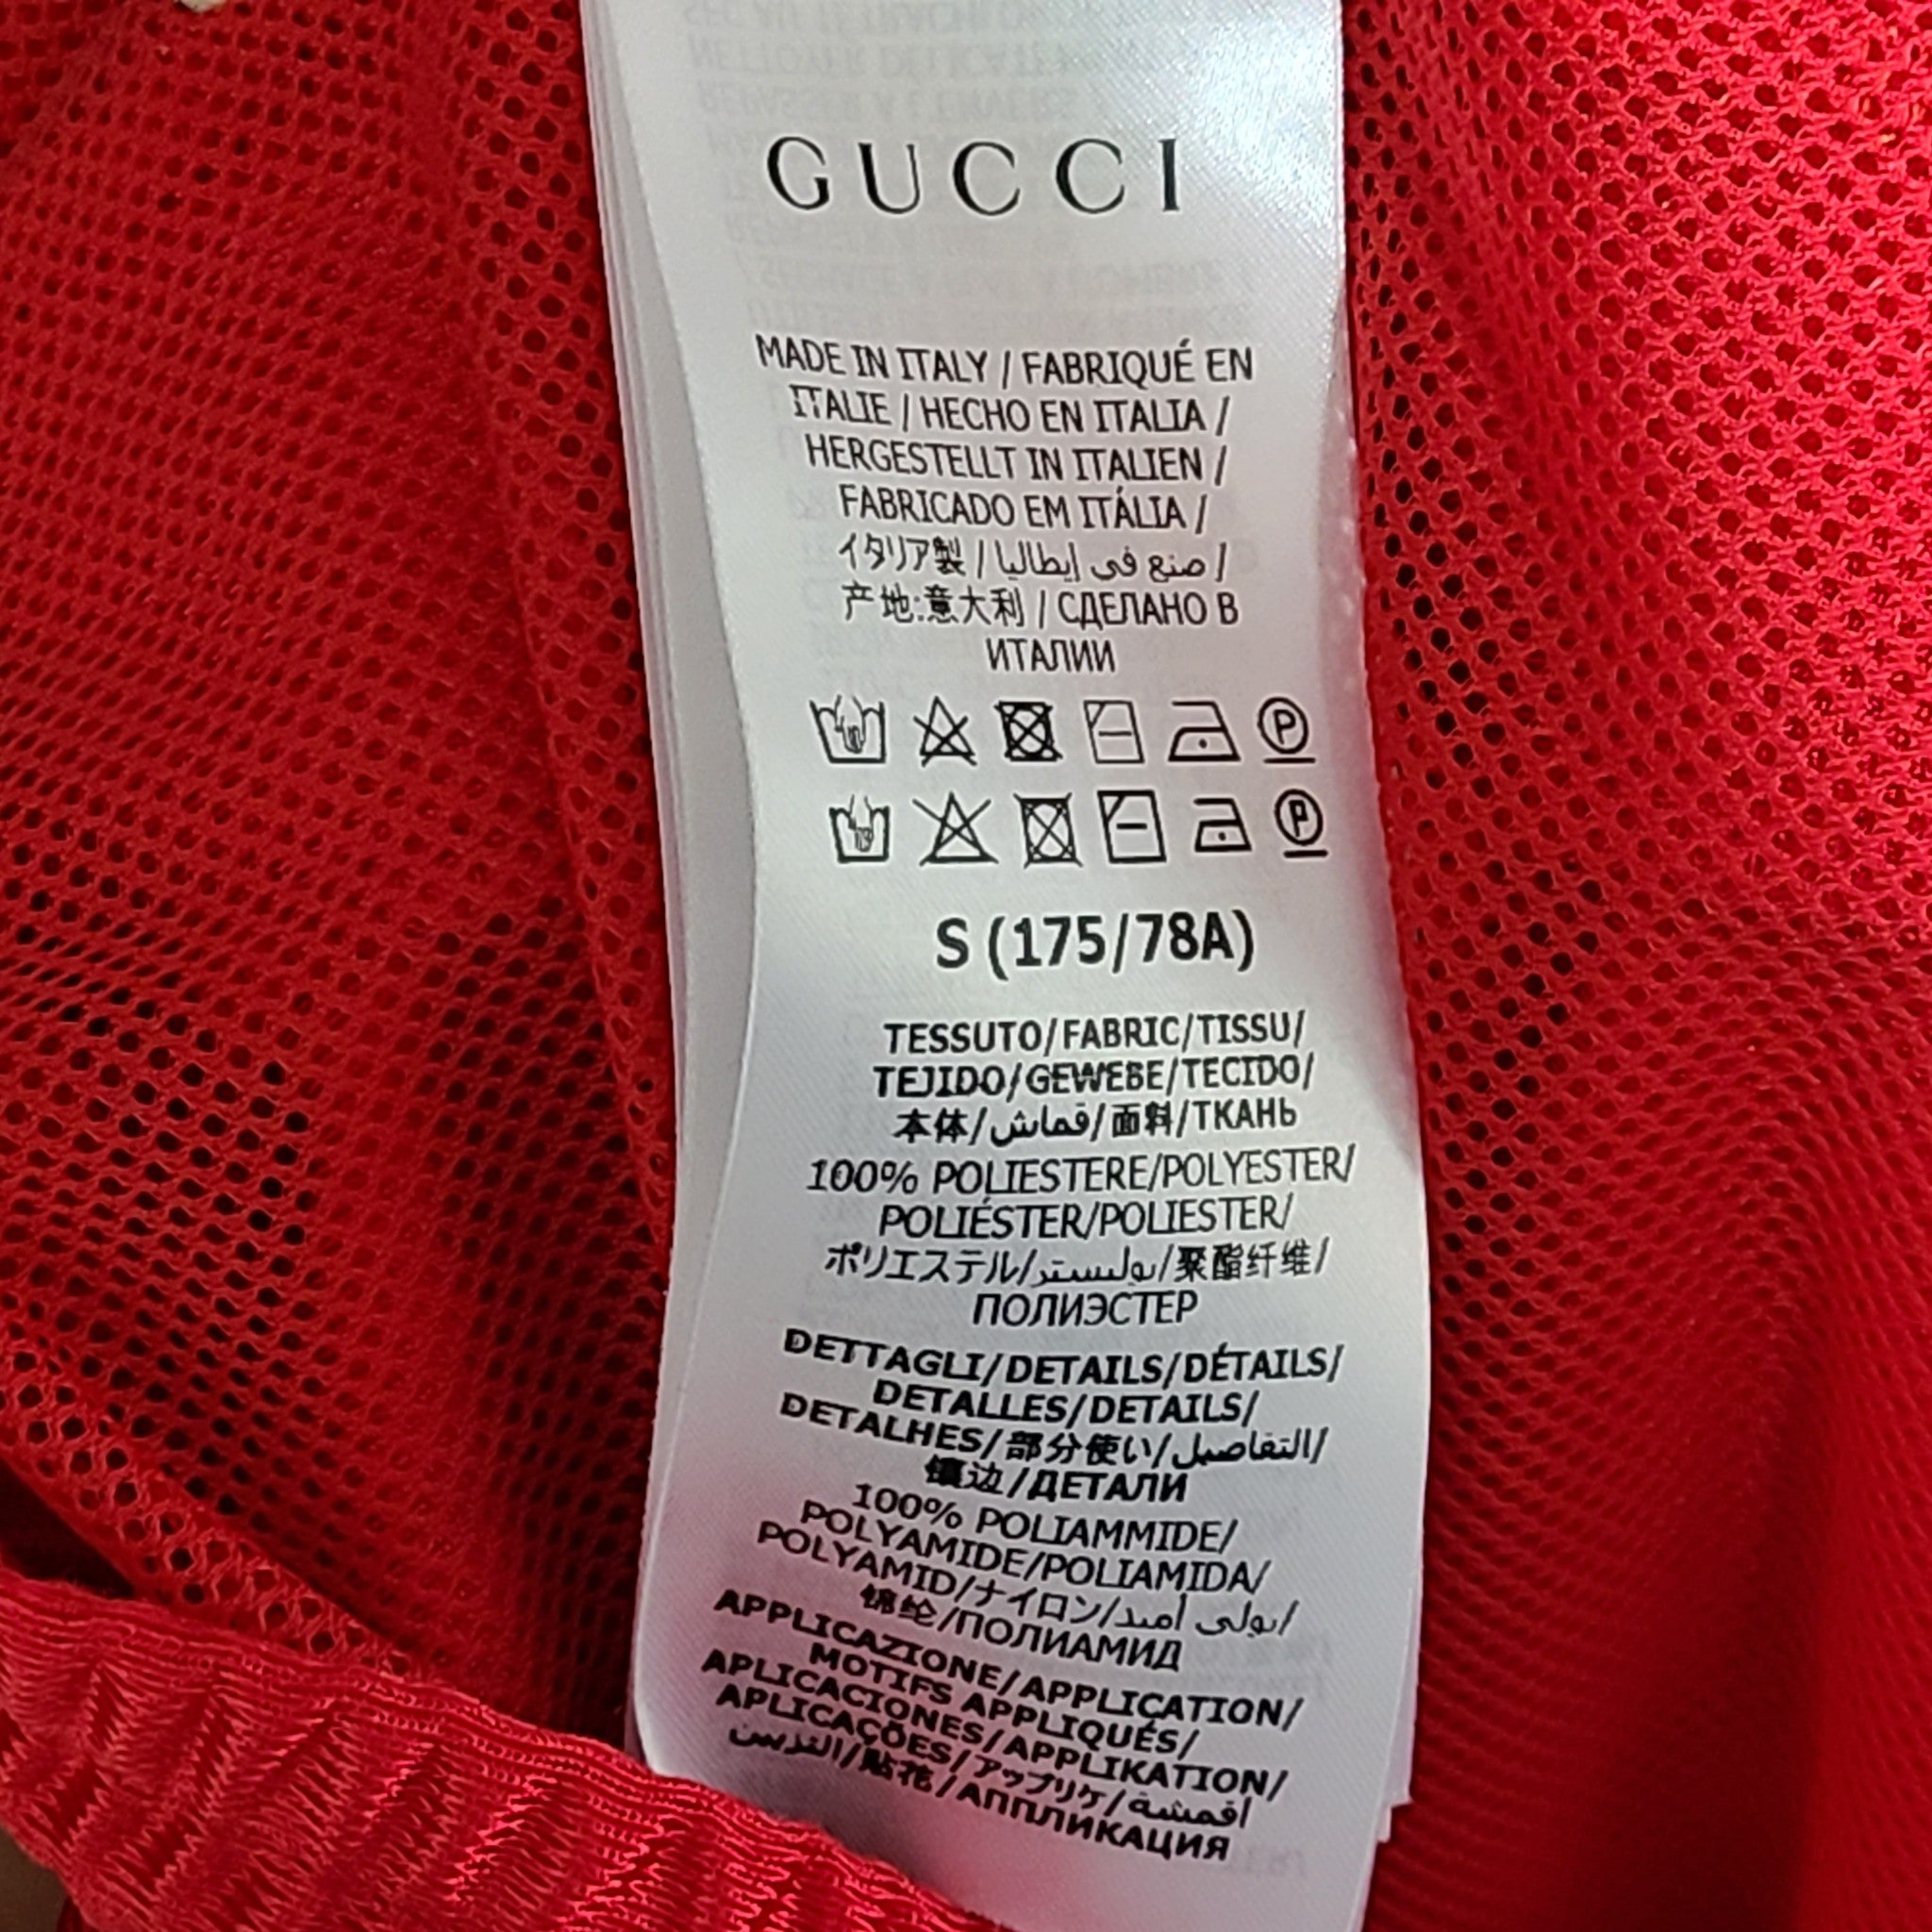 GUCCI
MADE IN ITALY / FABRIQUÉ EN
ITALIE / HECHO EN ITALIA /
HERGESTELLT IN ITALIEN /
FABRICADO EM ITÁLIA /
イタリア製 / صنع في إيطاليا /
产地:意大利 / СДЕЛАНО В
ИТАЛИИ
P
P
S (175/78A)
TESSUTO/FABRIC/TISSU/
TEJIDO/GEWEBE/TECIDO/
本体/قماش/面料/ТКАНЬ
100% POLIESTERE/POLYESTER/
POLIÉSTER/POLIESTER/
ポリエステル/بوليستر/聚酯纤维/
ПОЛИЭСТЕР
DETTAGLI/DETAILS/DÉTAILS/
DETALLES/DETAILS/
DETALHES/部分使い/التفاصيل/
镶边/ДЕТАЛИ
100% POLIAMMIDE/
POLYAMIDE/POLIAMIDA/
POLYAMID/ナイロン/بولي أميد/
锦纶/ПОЛИАМИД
APPLICAZIONE/APPLICATION/
MOTIFS APPLIQUÉS/
APLICACIONES/APPLIKATION/
APLICAÇÕES/アップリケ/أقمشة
التزيين/贴花/АППЛИКАЦИЯ